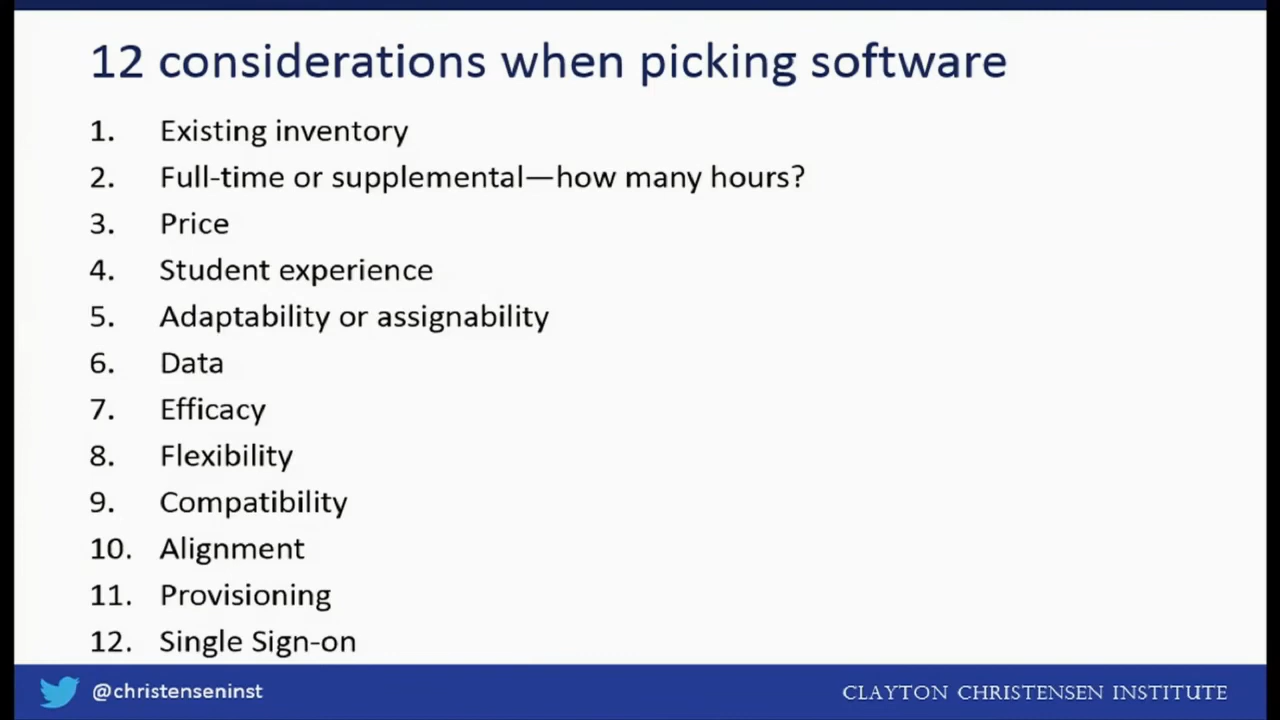 12 considerations when picking software
1. Existing inventory
2. Full-time or supplemental—how many hours?
3. Price
4. Student experience
5. Adaptability or assignability
6. Data
7. Efficacy
8. Flexibility
9. Compatibility
10. Alignment
11. Provisioning
12. Single Sign-on
@christenseninst
CLAYTON CHRISTENSEN INSTITUTE